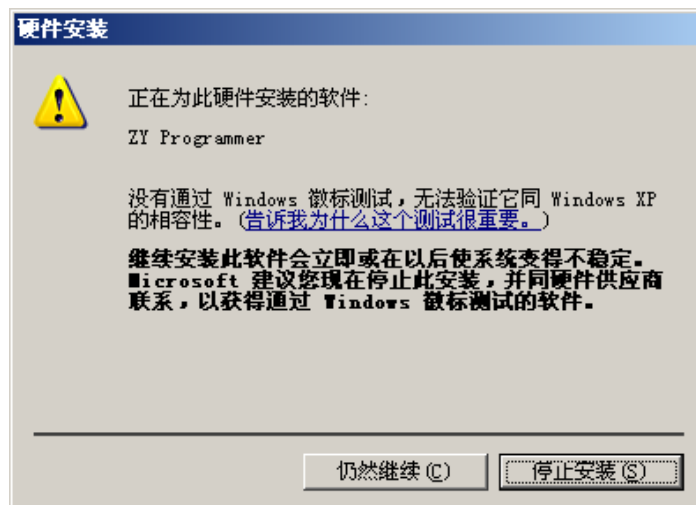 硬件安装
正在为此硬件安装的软件:
ZY Programmer
没有通过 Windows 徽标测试，无法验证它同 Windows XP
的相容性。(告诉我为什么这个测试很重要。)
继续安装此软件会立即或在以后使系统变得不稳定。
Microsoft 建议您现在停止此安装，并同硬件供应商
联系，以获得通过 Windows 徽标测试的软件。
仍然继续(C)
停止安装(S)